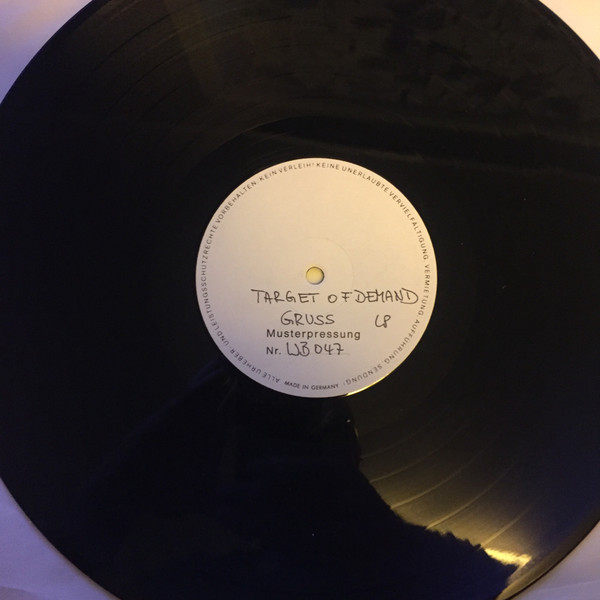 ALLE URHEBER- UND LEISTUNGSSCHUTZRECHTE VORBEHALTEN. KEIN VERLEIH! KEINE UNERLAUBTE VERVIELFÄLTIGUNG, VERMIETUNG, AUFFÜHRUNG, SENDUNG!
TARGET OF DEMAND
GRUSS LP
Musterpressung
Nr. WB 047
MADE IN GERMANY